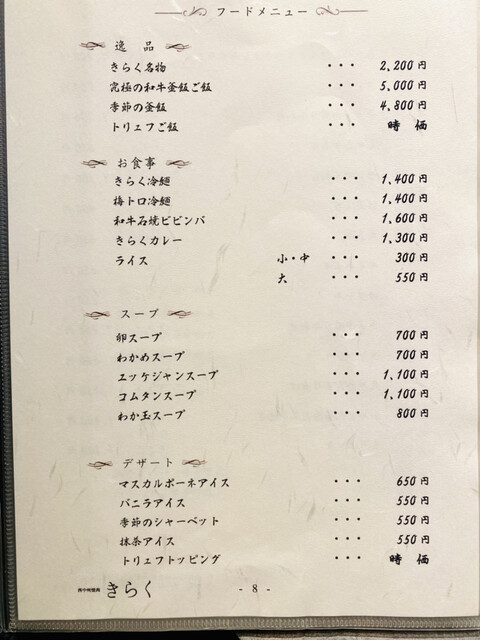 フードメニュー
逸品
きらく名物 ･･･ 2,200円
究極の和牛釜飯ご飯 ･･･ 5,000円
季節の釜飯 ･･･ 4,800円
トリュフご飯 ･･･ 時価
お食事
きらく冷麺 ･･･ 1,400円
梅トロ冷麺 ･･･ 1,400円
和牛石焼ビビンバ ･･･ 1,600円
きらくカレー ･･･ 1,300円
ライス 小・中 ･･･ 300円
大 ･･･ 550円
スープ
卵スープ ･･･ 700円
わかめスープ ･･･ 700円
ユッケジャンスープ ･･･ 1,100円
コムタンスープ ･･･ 1,100円
わか玉スープ ･･･ 800円
デザート
マスカルポーネアイス ･･･ 650円
バニラアイス ･･･ 550円
季節のシャーベット ･･･ 550円
抹茶アイス ･･･ 550円
トリュフトッピング ･･･ 時価
きらく - 8 -